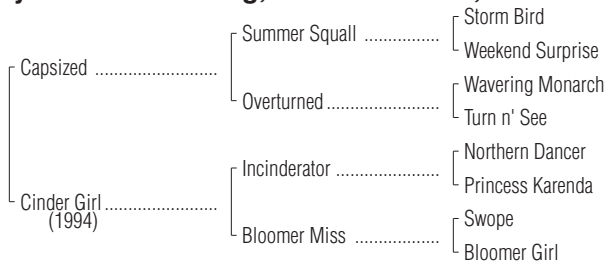 Storm Bird
Summer Squall ................
Weekend Surprise
Capsized ..........................
Wavering Monarch
Overturned ........................
Turn n' See
Northern Dancer
Incinderator ......................
Princess Karenda
Cinder Girl ........................
(1994)
Swope
Bloomer Miss ..................
Bloomer Girl